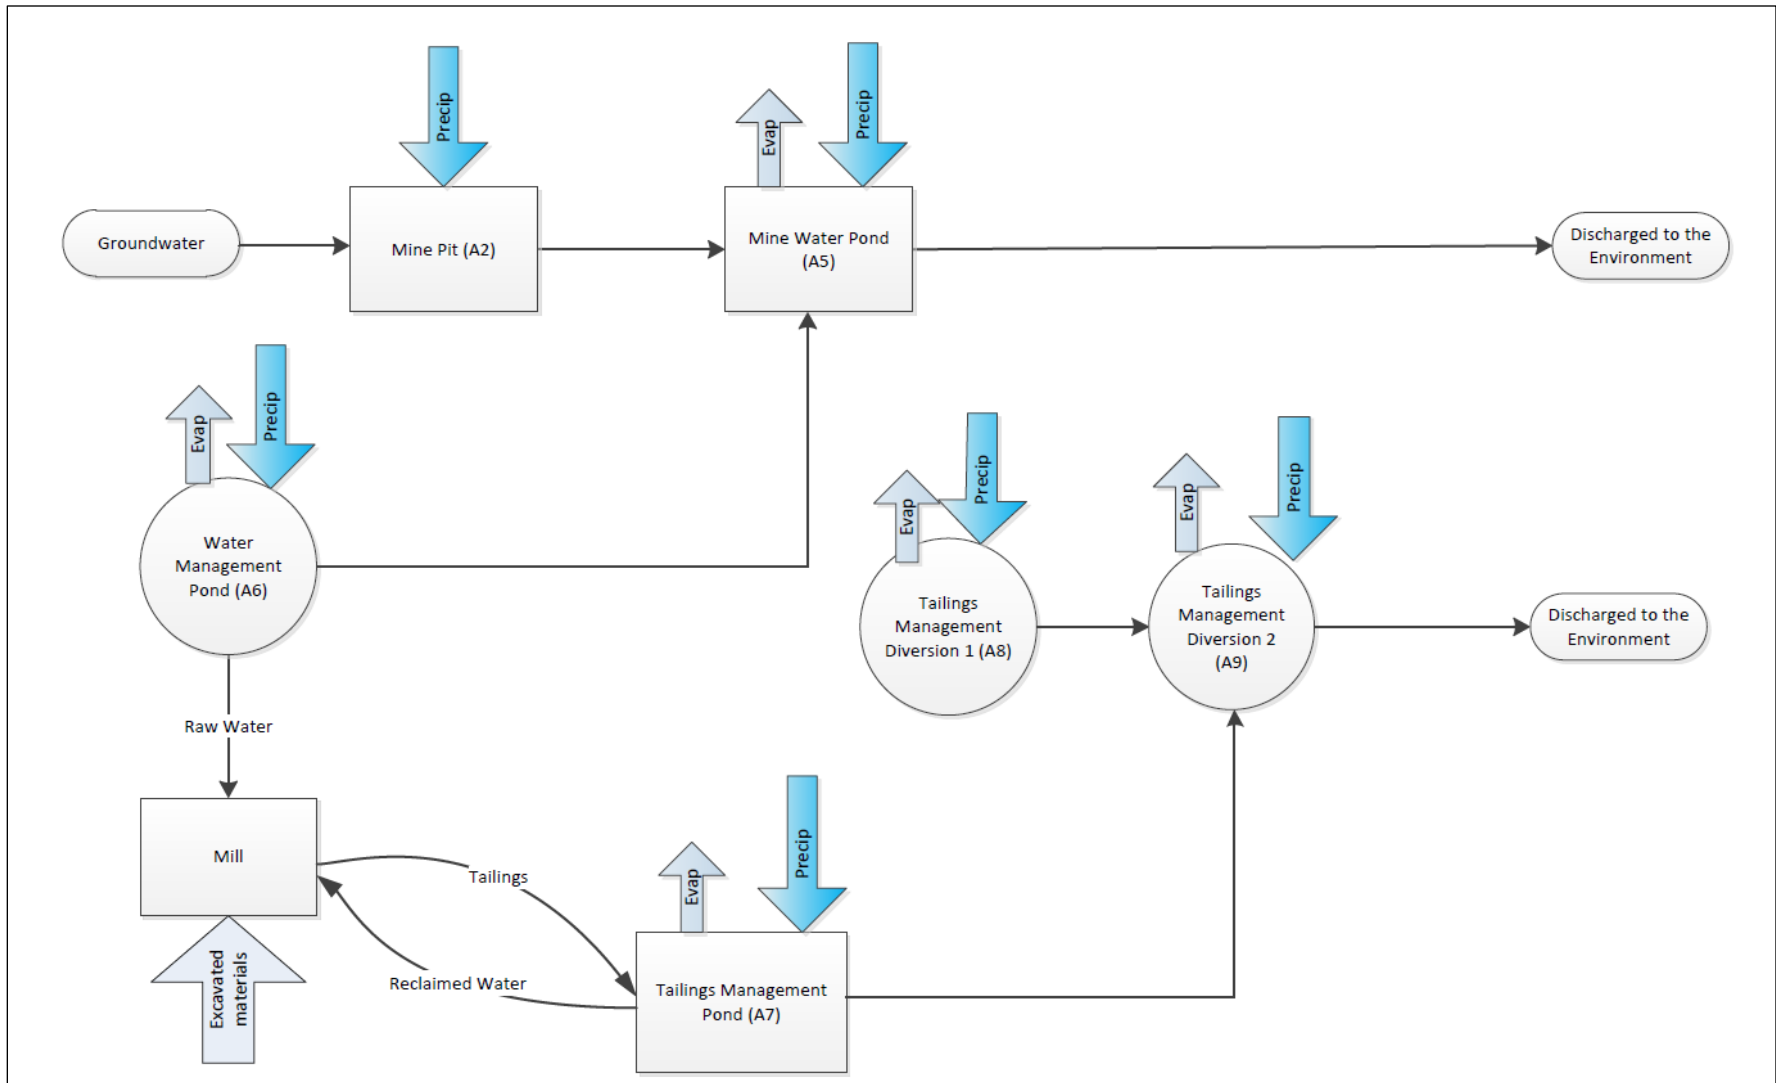 Precip
Evap
Precip
Groundwater
Mine Pit (A2)
Mine Water Pond
(A5)
Discharged to the
Environment
Evap
Precip
Evap
Precip
Evap
Precip
Water
Management
Pond (A6)
Tailings
Management
Diversion 1 (A8)
Tailings
Management
Diversion 2
(A9)
Discharged to the
Environment
Raw Water
Mill
Tailings
Evap
Precip
Excavated
materials
Reclaimed Water
Tailings Management
Pond (A7)